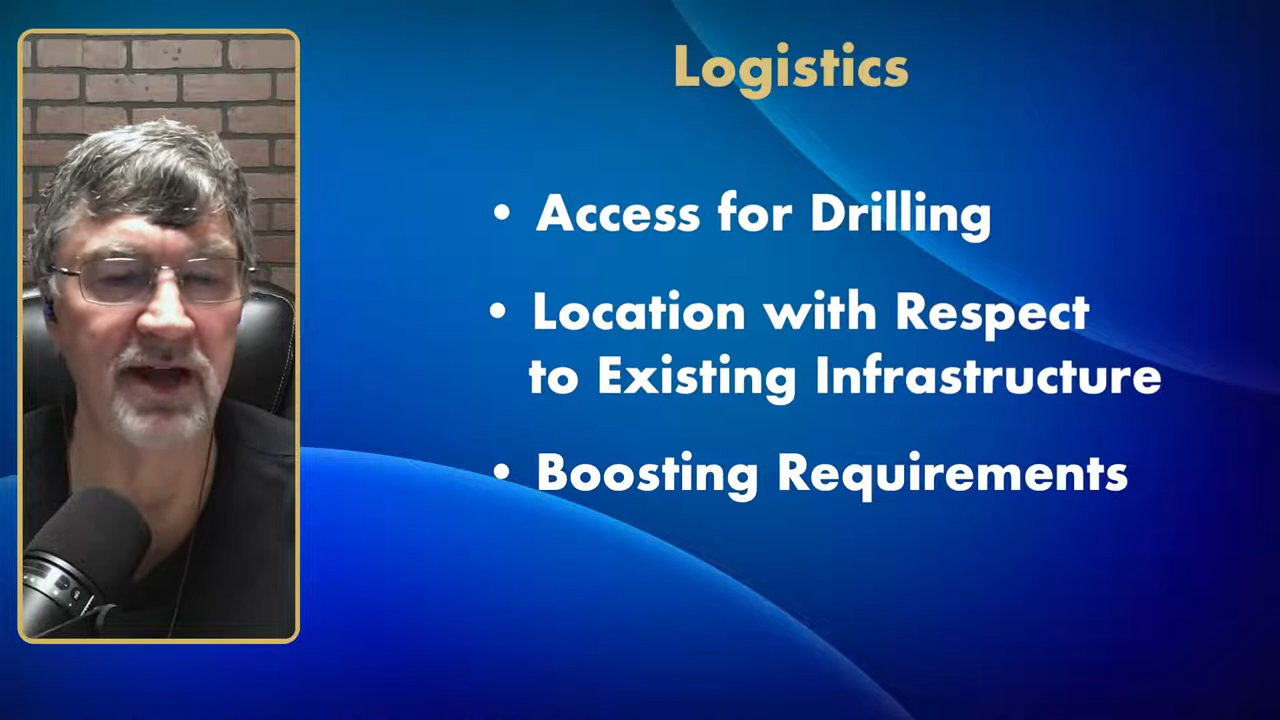 Logistics
• Access for Drilling
• Location with Respect
to Existing Infrastructure
• Boosting Requirements